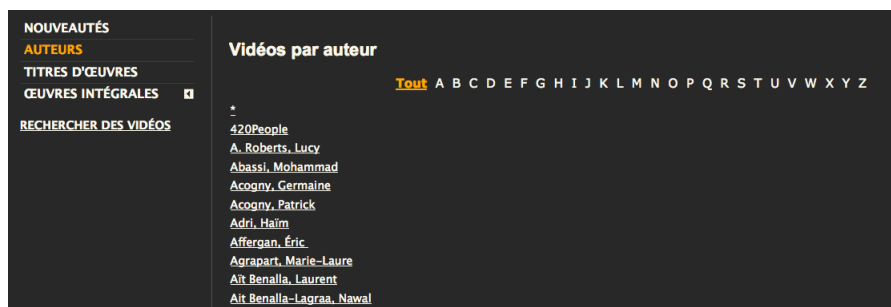 NOUVEAUTÉS
AUTEURS
TITRES D'ŒUVRES
ŒUVRES INTÉGRALES
RECHERCHER DES VIDÉOS
Vidéos par auteur
Tout A B C D E F G H I J K L M N O P Q R S T U V W X Y Z
*
420People
A. Roberts, Lucy
Abassi, Mohammad
Acogny, Germaine
Acogny, Patrick
Adri, Haïm
Affergan, Éric
Agrapart, Marie-Laure
Aït Benalla, Laurent
Ait Benalla-Lagraa, Nawal